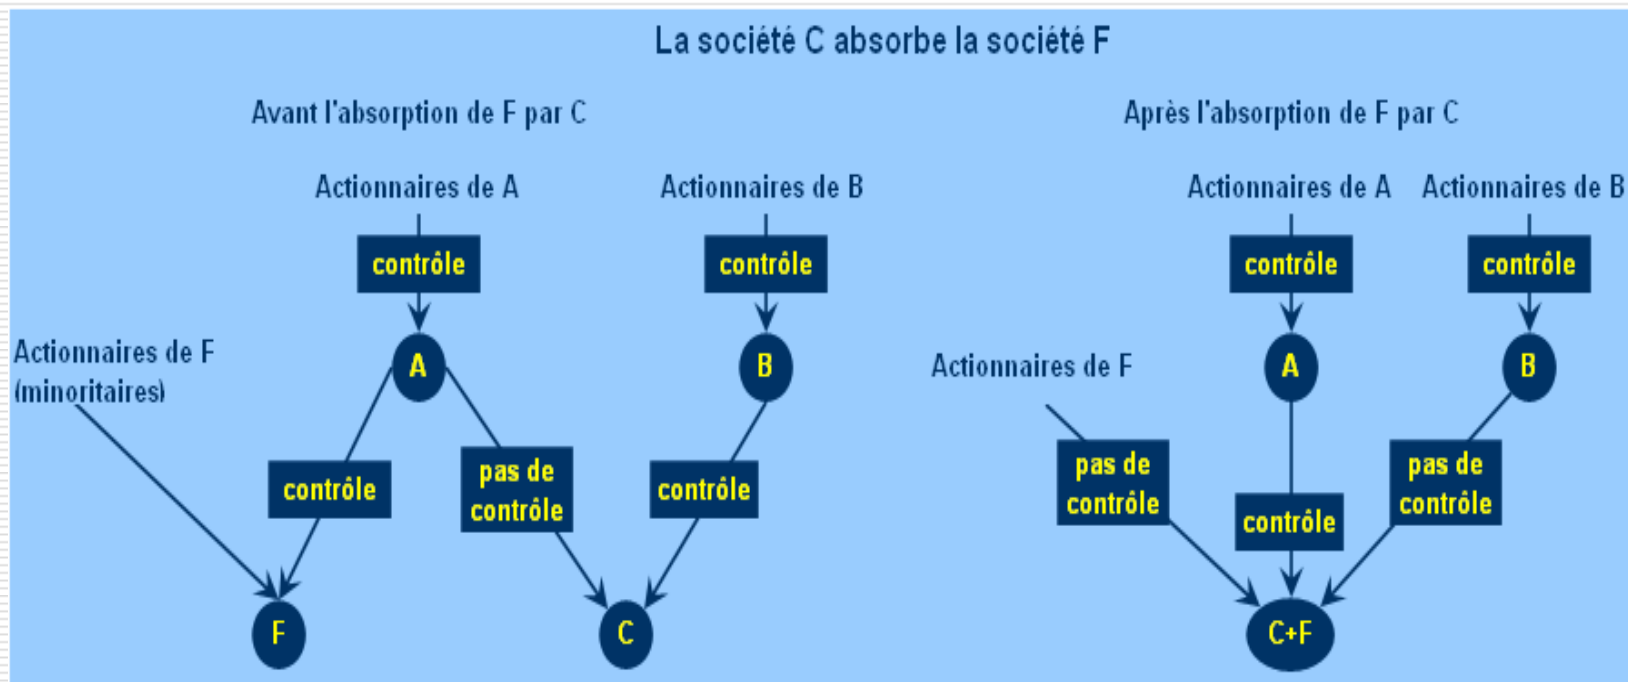 La société C absorbe la société F
Avant l'absorption de F par C
Actionnaires de A
Actionnaires de B
contrôle
contrôle
Actionnaires de F
(minoritaires)
A
B
contrôle
pas de
contrôle
contrôle
F
C
Après l'absorption de F par C
Actionnaires de A
Actionnaires de B
contrôle
contrôle
Actionnaires de F
A
B
pas de
contrôle
contrôle
pas de
contrôle
C+F